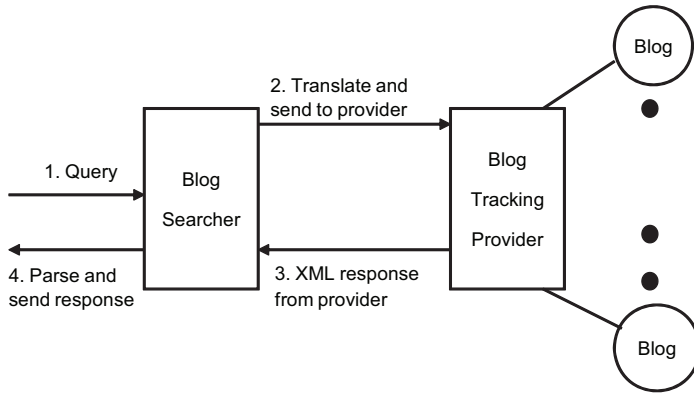 Blog
2. Translate and
send to provider
1. Query
Blog
Searcher
Blog
Tracking
Provider
4. Parse and
send response
3. XML response
from provider
Blog